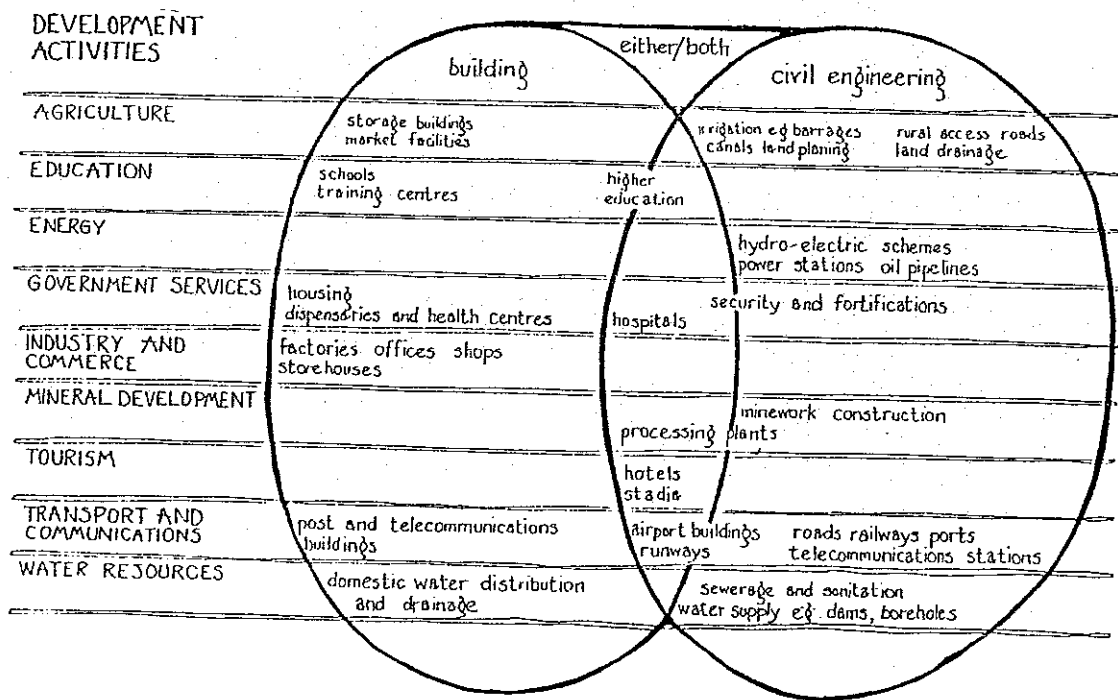 DEVELOPMENT
ACTIVITIES
either/both
building
civil engineering
AGRICULTURE
storage buildings
market facilities
irrigation eg barrages
canals land planing
rural access roads
land drainage
EDUCATION
schools
training centres
higher
education
ENERGY
hydro-electric schemes
power stations oil pipelines
GOVERNMENT SERVICES
housing
dispensaries and health centres
hospitals
security and fortifications
INDUSTRY AND
COMMERCE
factories offices shops
storehouses
MINERAL DEVELOPMENT
minework construction
processing plants
TOURISM
hotels
stadia
TRANSPORT AND
COMMUNICATIONS
post and telecommunications
buildings
airport buildings
runways
roads railways ports
telecommunications stations
WATER RESOURCES
domestic water distribution
and drainage
sewerage and sanitation
water supply eg. dams, boreholes